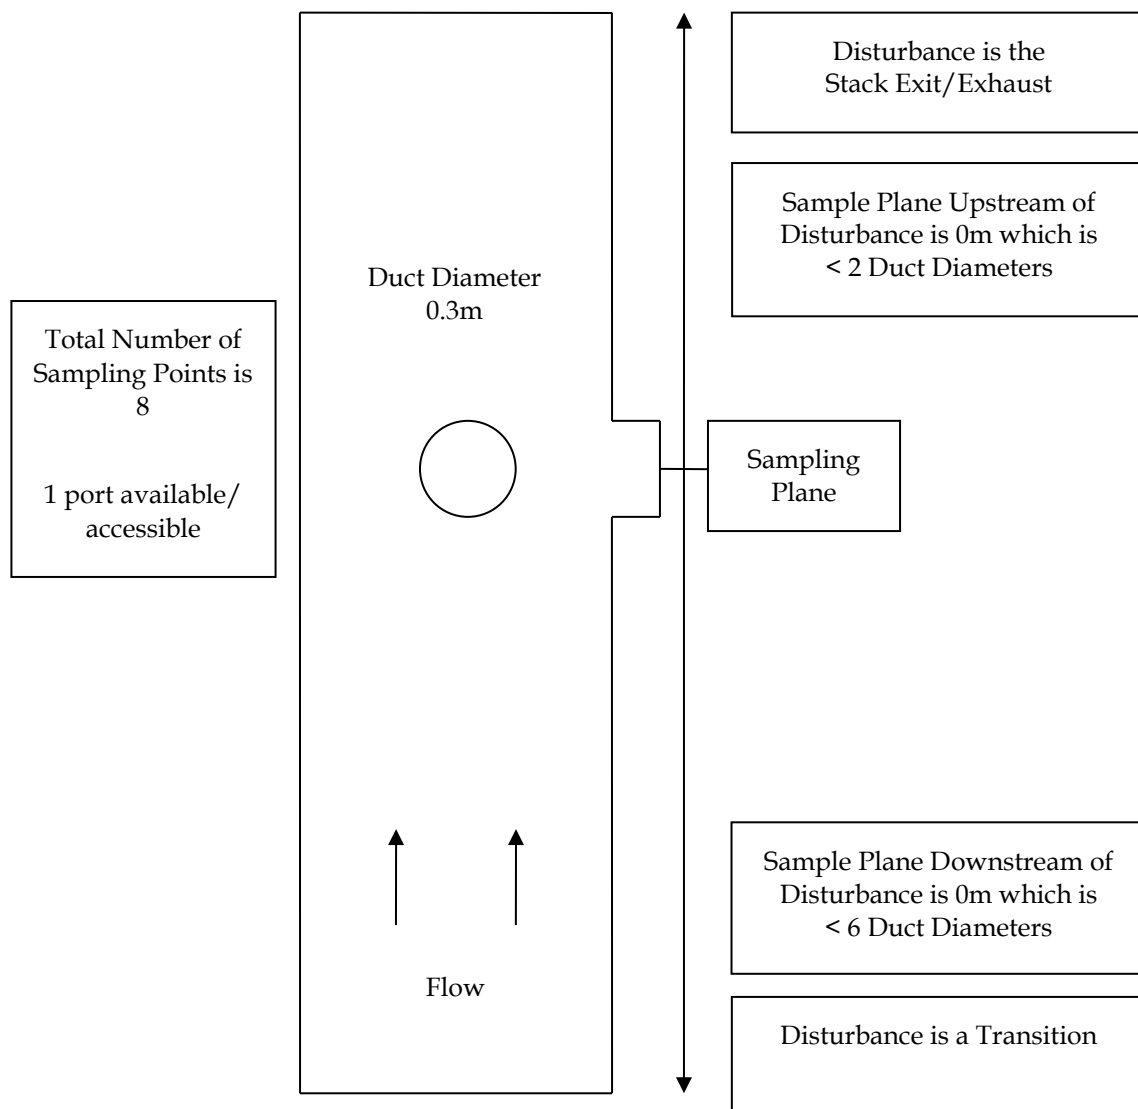 Disturbance is the
Stack Exit/Exhaust
Sample Plane Upstream of
Disturbance is 0m which is
< 2 Duct Diameters
Duct Diameter
0.3m
Total Number of
Sampling Points is
8
1 port available/
accessible
Sampling
Plane
Sample Plane Downstream of
Disturbance is 0m which is
< 6 Duct Diameters
Flow
Disturbance is a Transition